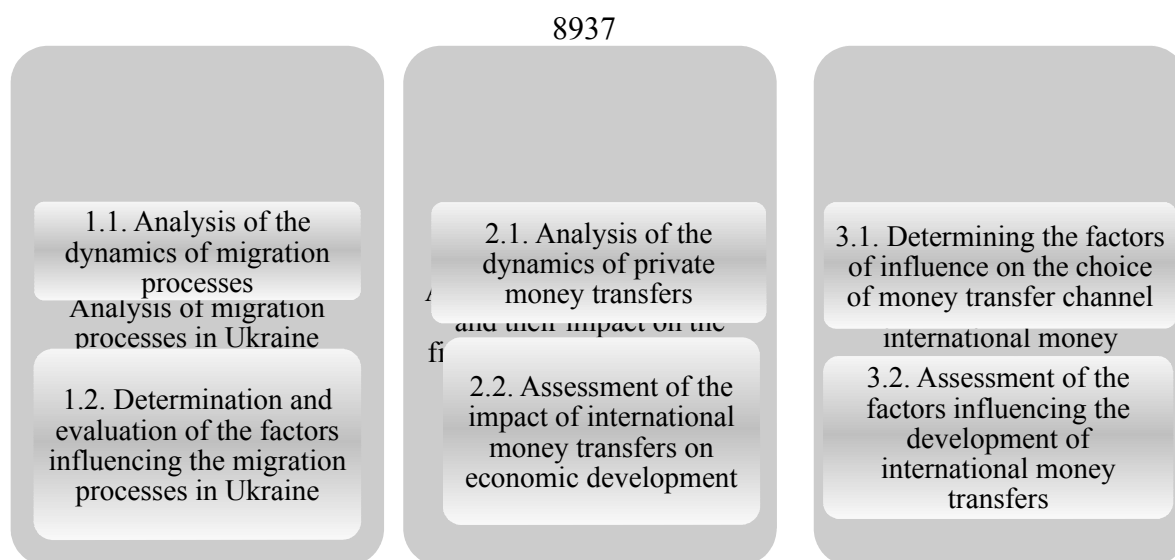 8937
1.1. Analysis of the
dynamics of migration
processes
Analysis of migration
processes in Ukraine
1.2. Determination and
evaluation of the factors
influencing the migration
processes in Ukraine
2.1. Analysis of the
dynamics of private
money transfers
and their impact on the
2.2. Assessment of the
impact of international
money transfers on
economic development
3.1. Determining the factors
of influence on the choice
of money transfer channel
international money
3.2. Assessment of the
factors influencing the
development of
international money
transfers